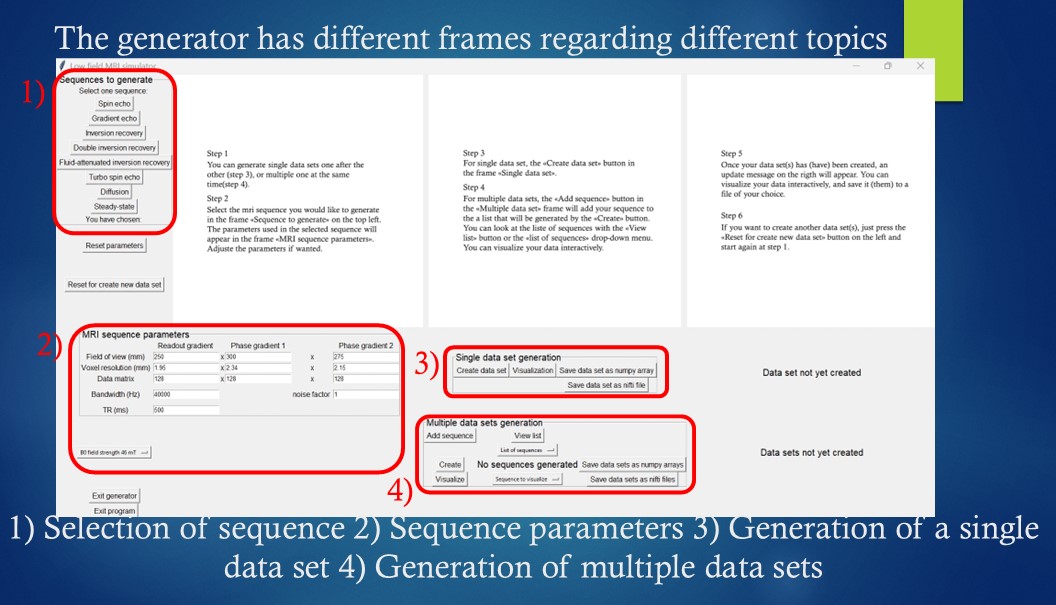 The generator has different frames regarding different topics
Low field MRI simulator
1)
Sequences to generate
Select one sequence:
Spin echo
Gradient echo
Inversion recovery
Double inversion recovery
Fluid-attenuated inversion recovery
Turbo spin echo
Diffusion
Steady-state
You have chosen:
Reset parameters
Reset for create new data set
Step 1
You can generate single data sets one after the
other (step 3), or multiple one at the same
time(step 4).
Step 2
Select the mri sequence you would like to generate
in the frame «Sequence to generate» on the top left.
The parameters used in the selected sequence will
appear in the frame «MRI sequence parameters».
Adjuste the parameters if wanted.
Step 3
For single data set, the «Create data set» button in
the frame «Single data set».
Step 4
For multiple data sets, the «Add sequence» button in
the «Multiple data set» frame will add your sequence to
the a list that will be generated by the «Create» button.
You can look at the liste of sequences with the «View
list» button or the «list of sequences» drop-down menu.
You can visualize your data interactively.
Step 5
Once your data set(s) has (have) been created, an
update message on the rigth will appear. You can
visualize your data interactively, and save it (them) to a
file of your choice.
Step 6
If you want to create another data set(s), just press the
«Reset for create new data set» button on the left and
start again at step 1.
2)
MRI sequence parameters
Readout gradient Phase gradient 1 Phase gradient 2
Field of view (mm) 250 x 300 x 275
Voxel resolution (mm) 1.95 x 2.34 x 2.15
Data matrix 128 x 128 x 128
Bandwidth (Hz) 40000 noise factor 1
TR (ms) 500
B0 field strength 46 mT
Exit generator
Exit program
3)
Single data set generation
Create data set Visualization Save data set as numpy array
Save data set as nifti file
4)
Multiple data sets generation
Add sequence View list
List of sequences
Create No sequences generated Save data sets as numpy arrays
Visualize Sequence to visualize Save data sets as nifti files
Data set not yet created
Data sets not yet created
1) Selection of sequence 2) Sequence parameters 3) Generation of a single
data set 4) Generation of multiple data sets